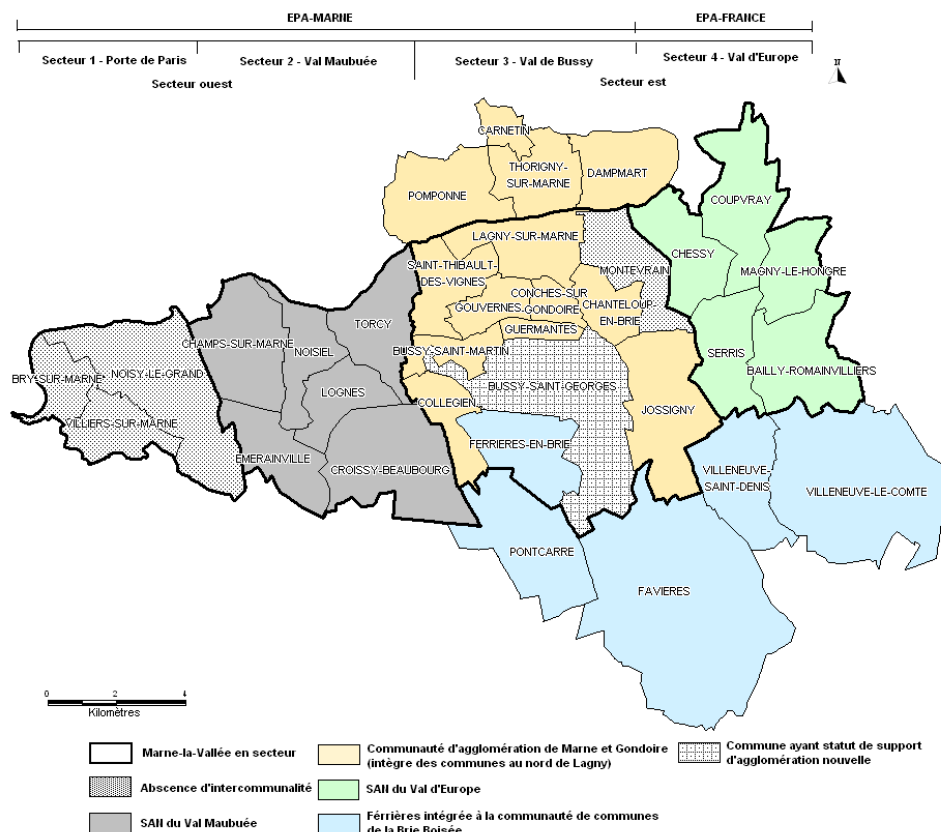 EPA-MARNE EPA-FRANCE
Secteur 1 - Porte de Paris Secteur 2 - Val Maubuée Secteur 3 - Val de Bussy Secteur 4 - Val d'Europe
Secteur ouest Secteur est
N
CARNETIN
THORIGNY-
SUR-MARNE
DAMPMART
POMPONNE
COUPVRAY
LAGNY-SUR-MARNE
CHESSY
SAINT-THIBAULT-
DES-VIGNES
MONTEVRAIN
MAGNY-LE-HONGRE
CONCHES-SUR-
GONDOIRE
GOUVERNES
CHANTELOUP-
EN-BRIE
TORCY
GUERMANTES
CHAMPS-SUR-MARNE
NOISIEL
BUSSY-SAINT-MARTIN
SERRIS
BAILLY-ROMAINVILLIERS
NOISY-LE-GRAND
BRY-SUR-MARNE
LOGNES
BUSSY-SAINT-GEORGES
COLLEGIEN
JOSSIGNY
VILLIERS-SUR-MARNE
FERRIERES-EN-BRIE
EMERAINVILLE
CROISSY-BEAUBOURG
VILLENEUVE-
SAINT-DENIS
VILLENEUVE-LE-COMTE
PONTCARRE
FAVIERES
0 2 4
Kilomètres
Marne-la-Vallée en secteur
Communauté d'agglomération de Marne et Gondoire
(intègre des communes au nord de Lagny)
Commune ayant statut de support
d'agglomération nouvelle
Abscence d'intercommunalité
SAN du Val d'Europe
SAN du Val Maubuée
Férrières intégrée à la communauté de communes
de la Brie Boisée